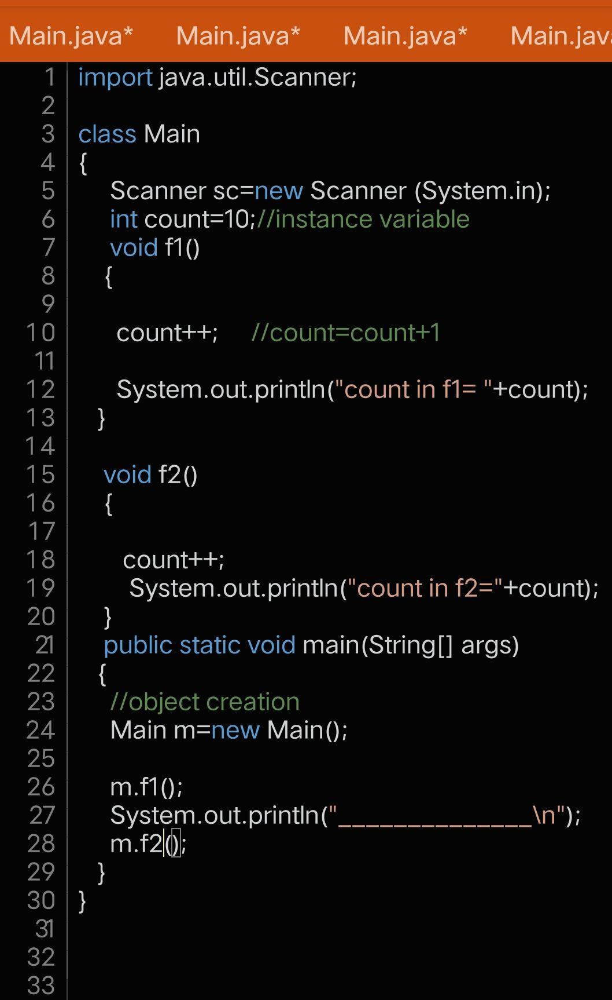 Main.java* Main.java* Main.java*
1 import java.util.Scanner;
2
3 class Main
4 {
5 Scanner sc=new Scanner (System.in);
6 int count=10;//instance variable
7 void f1()
8 {
9
10 count++; //count=count+1
11
12 System.out.println("count in f1= "+count);
13 }
14
15 void f2()
16 {
17
18 count++;
19 System.out.println("count in f2="+count);
20 }
21 public static void main(String[] args)
22 {
23 //object creation
24 Main m=new Main();
25
26 m.f1();
27 System.out.println("______________\n");
28 m.f2();
29 }
30 }
31
32
33